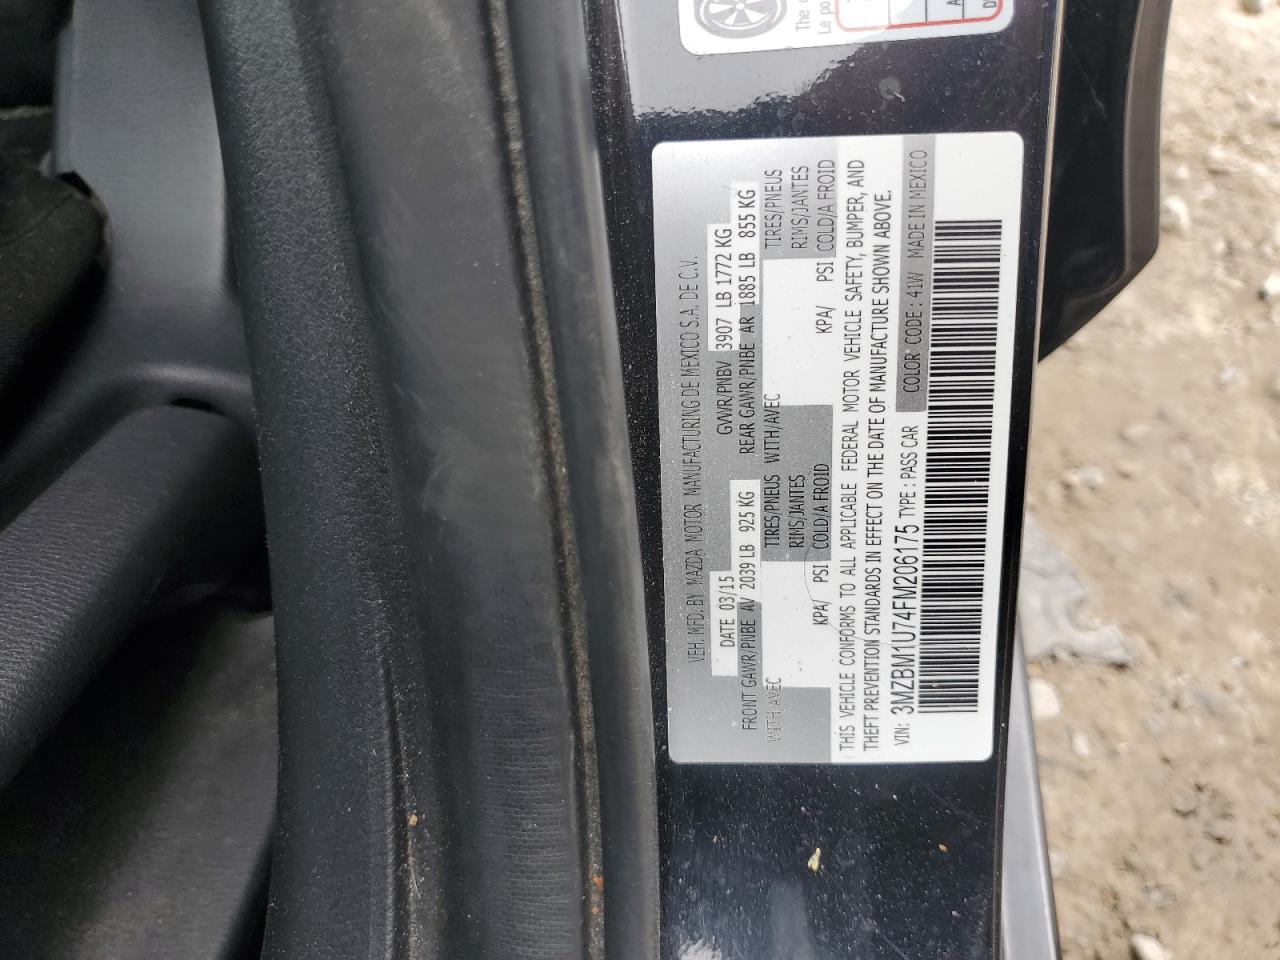 The
Le po
A
D
VEH. MFD. BY MAZDA MOTOR MANUFACTURING DE MEXICO S.A. DE C.V.
DATE 03/15 GVWR/PNBV 3907 LB 1772 KG
FRONT GAWR/PNBE AV 2039 LB 925 KG REAR GAWR/PNBE AR 1885 LB 855 KG
WITH/AVEC TIRES/PNEUS WITH/AVEC TIRES/PNEUS
RIMS/JANTES RIMS/JANTES
KPA/ PSI COLD/A FROID KPA/ PSI COLD/A FROID
THIS VEHICLE CONFORMS TO ALL APPLICABLE FEDERAL MOTOR VEHICLE SAFETY, BUMPER, AND
THEFT PREVENTION STANDARDS IN EFFECT ON THE DATE OF MANUFACTURE SHOWN ABOVE.
VIN: 3MZBM1U74FM206175 TYPE : PASS CAR COLOR CODE : 41W MADE IN MEXICO